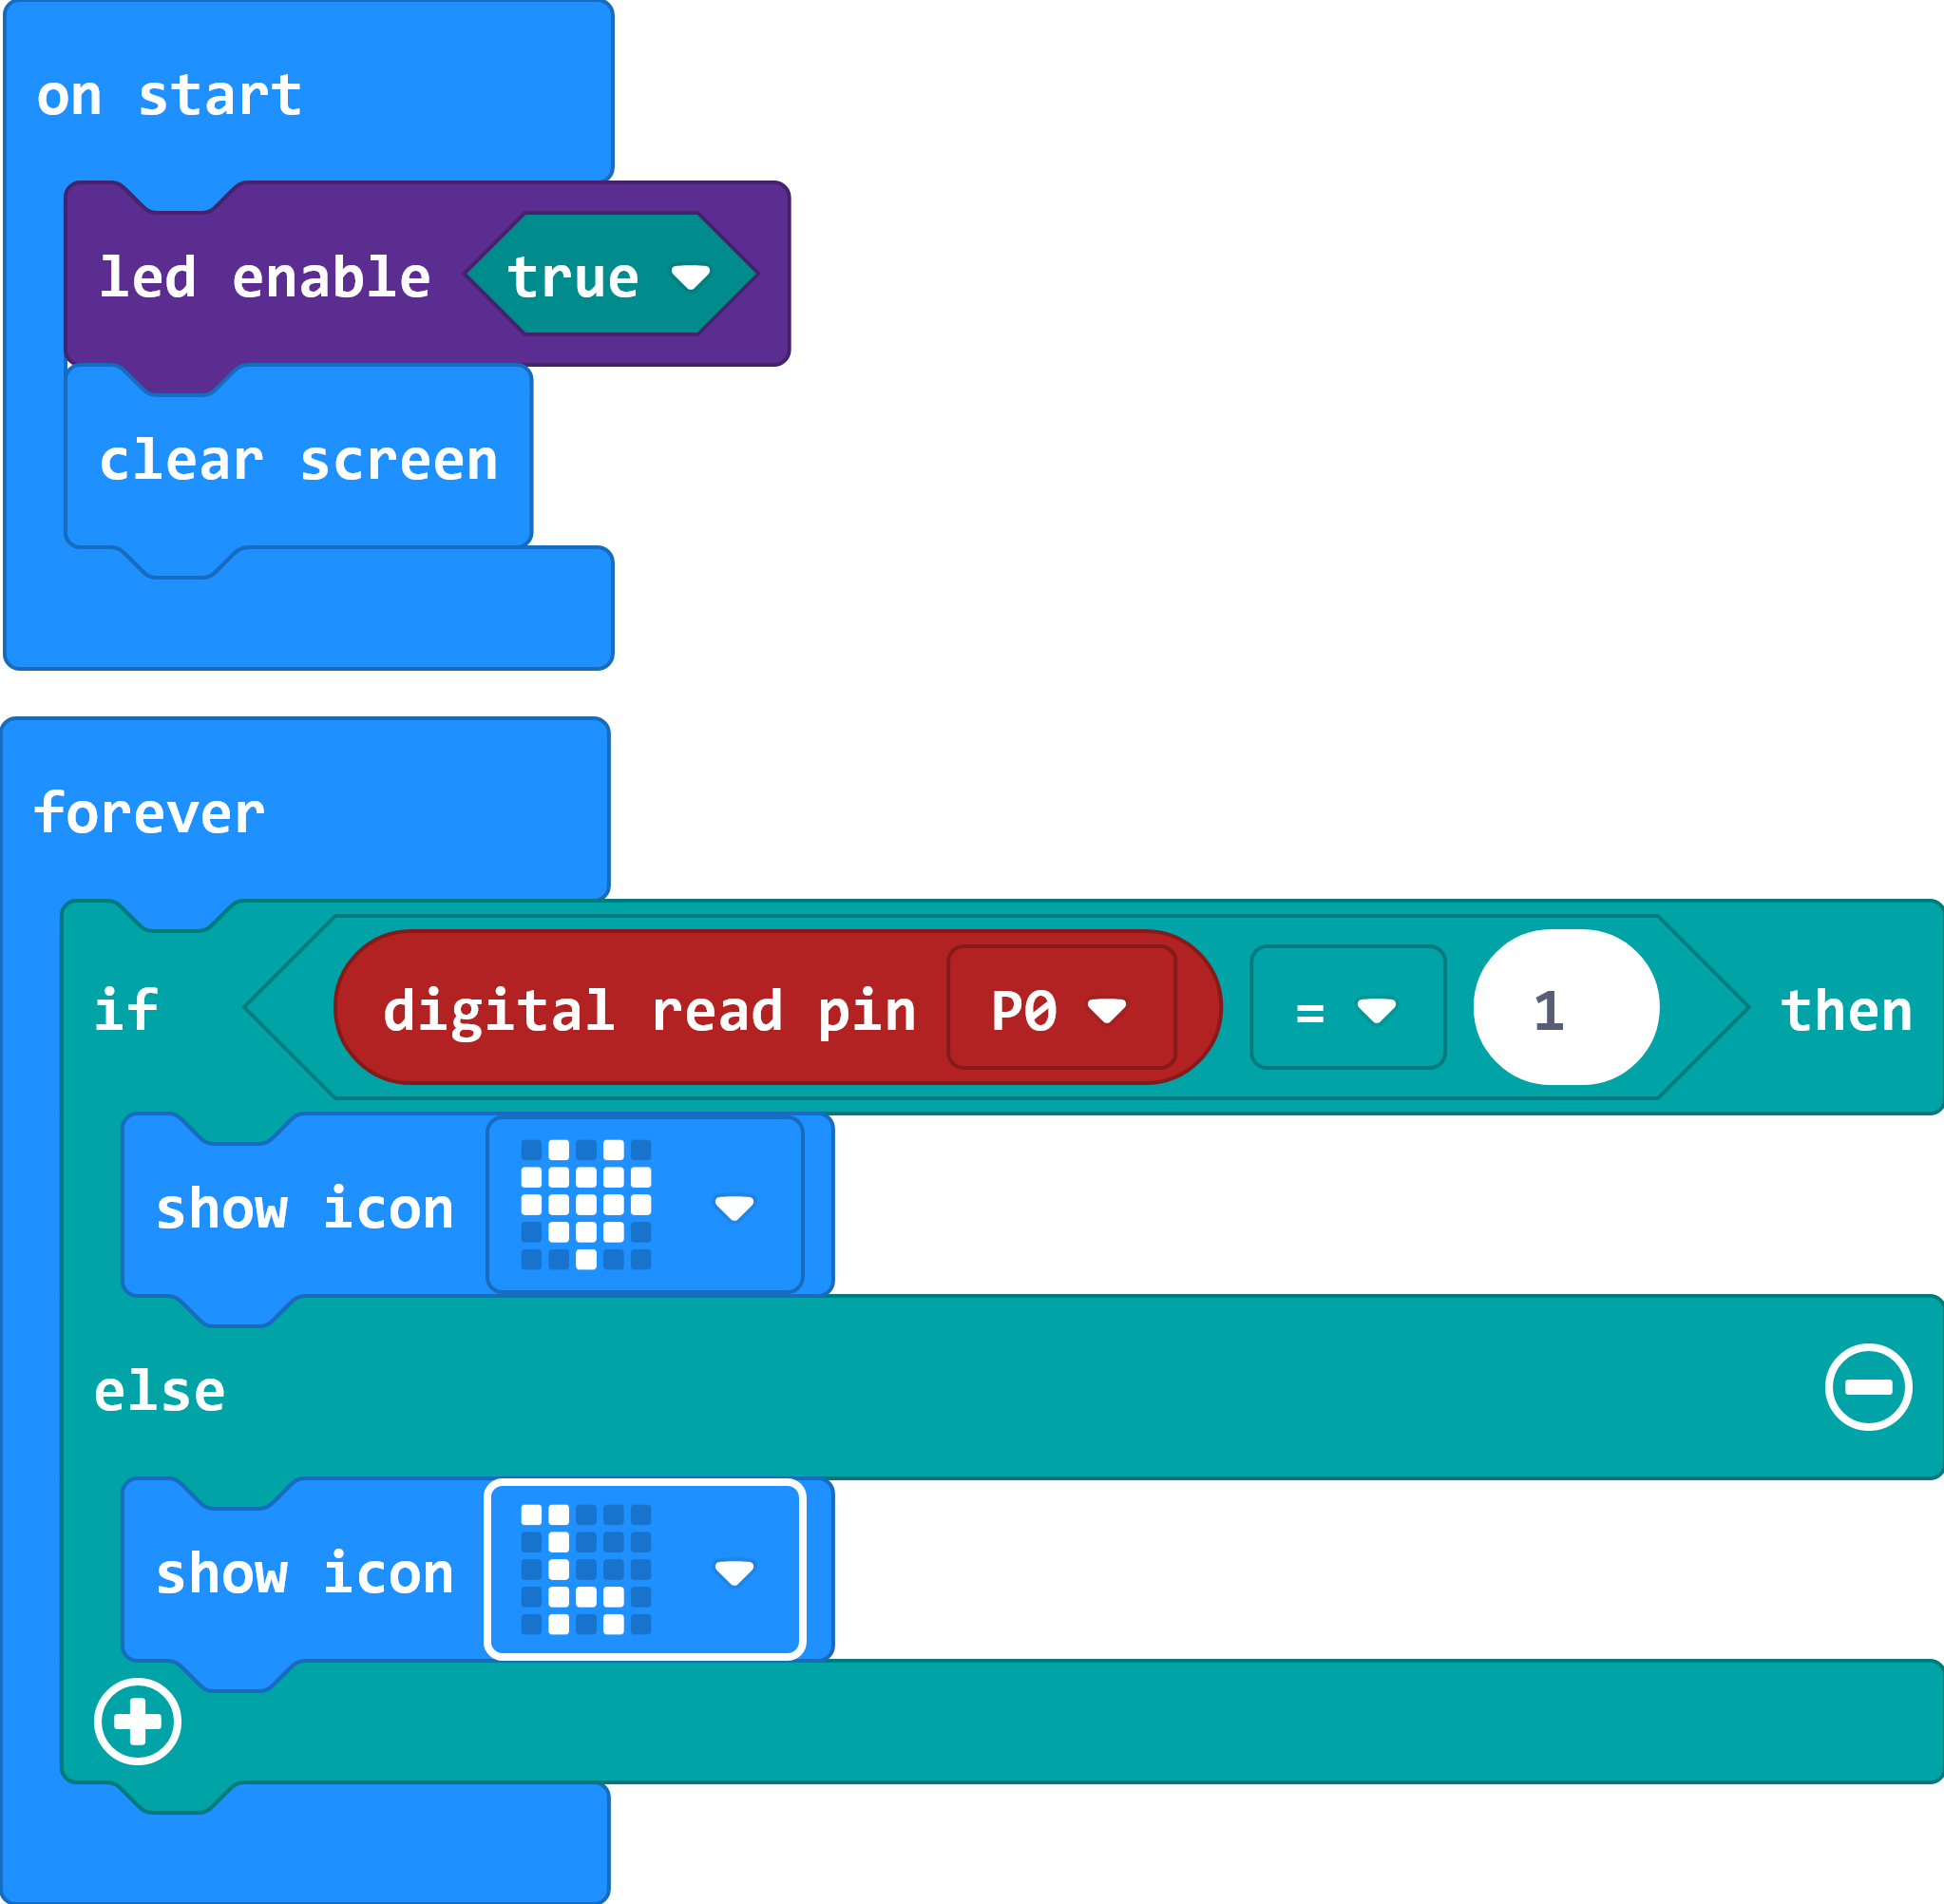 on start
led enable true
clear screen
forever
if digital read pin P0 = 1 then
show icon
else
show icon